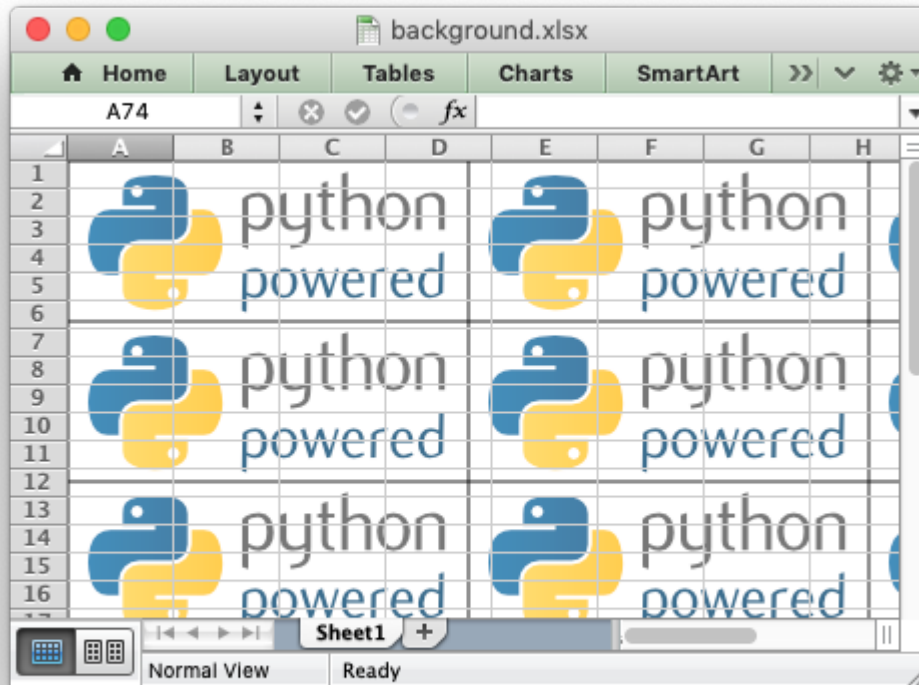 background.xlsx
Home Layout Tables Charts SmartArt
A74 fx
A B C D E F G H
1
2 python python
3
4
5 powered powered
6
7
8 python python
9
10
11 powered powered
12
13
14 python python
15
16 powered powered
17
Sheet1 +
Normal View Ready